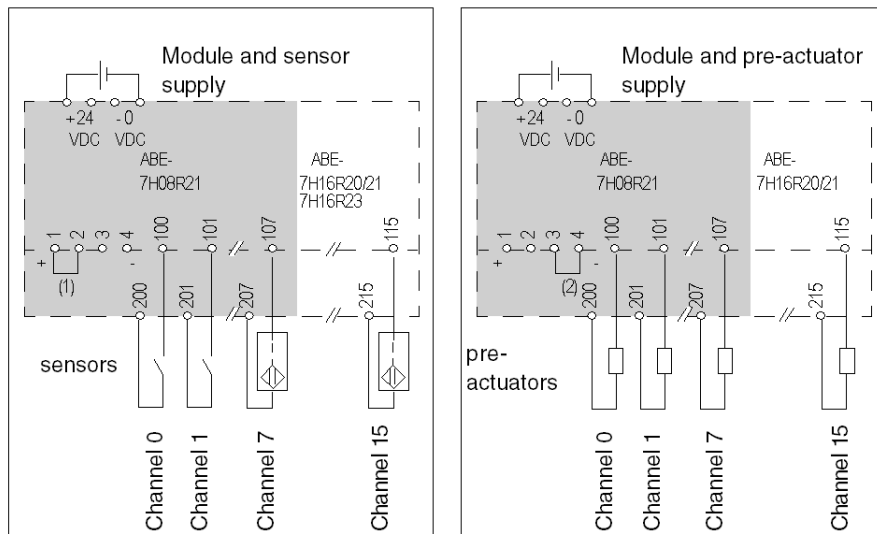 Module and sensor
supply
+24 - 0
VDC VDC
ABE-
7H08R21
ABE-
7H16R20/21
7H16R23
1 2 3 4 100 101 107 115
+ -
(1)
200 201 207 215
sensors
Channel 0
Channel 1
Channel 7
Channel 15
Module and pre-actuator
supply
+24 - 0
VDC VDC
ABE-
7H08R21
ABE-
7H16R20/21
1 2 3 4 100 101 107 115
+ -
(2)
200 201 207 215
pre-
actuators
Channel 0
Channel 1
Channel 7
Channel 15